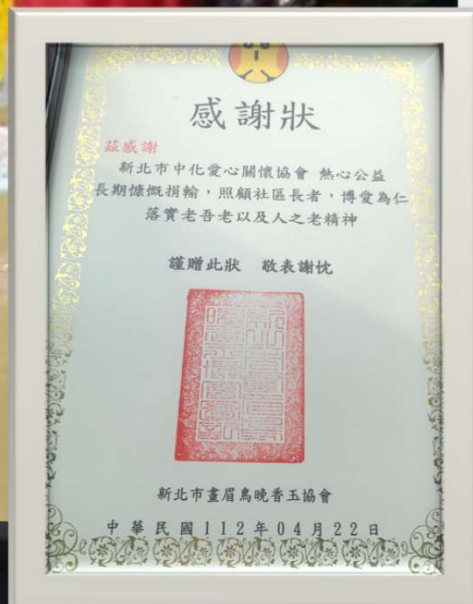 感謝狀
茲感謝
新北市中化愛心關懷協會 熱心公益
長期慷慨捐輸，照顧社區長者，博愛為仁
落實老吾老以及人之老精神
謹贈此狀 敬表謝忱
新北市畫眉鳥晚香玉協會
中華民國112年04月22日